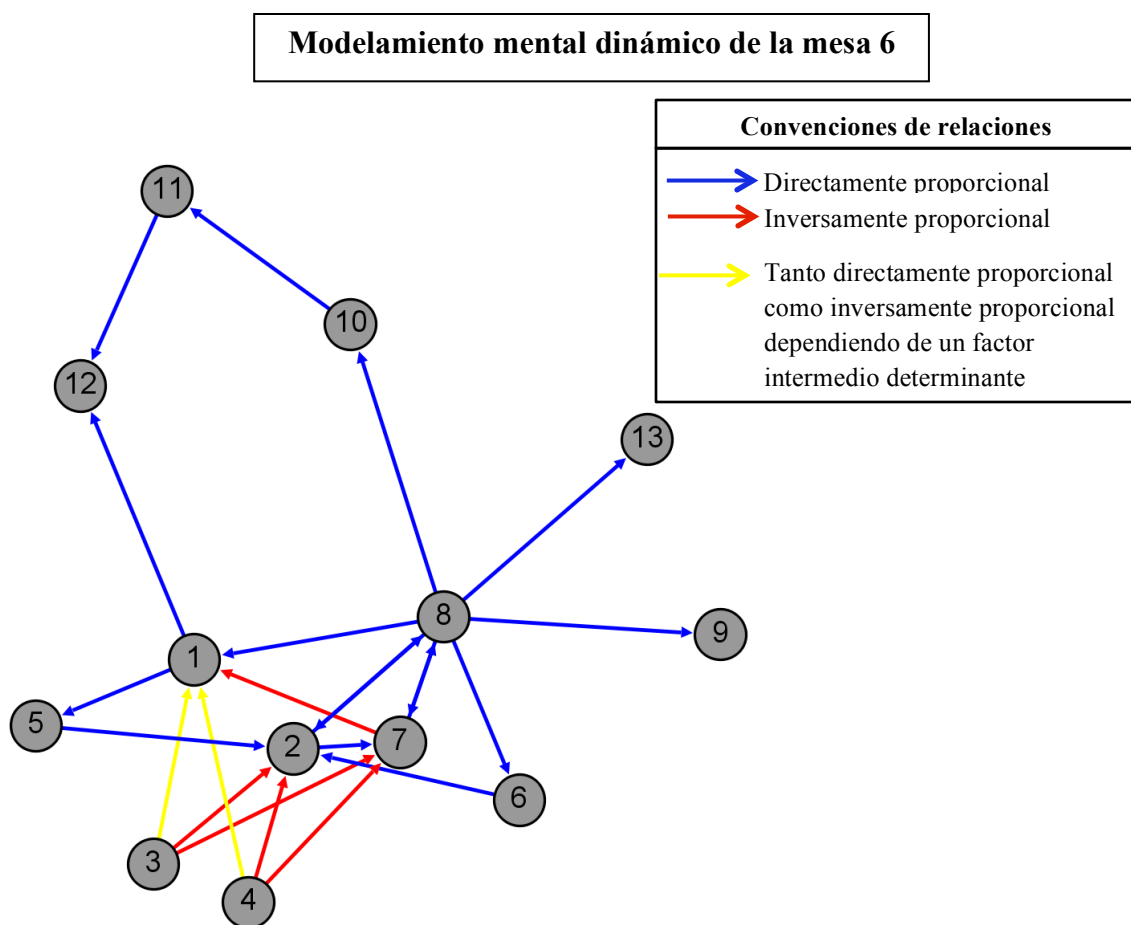 Modelamiento mental dinámico de la mesa 6
Convenciones de relaciones
Directamente proporcional
Inversamente proporcional
Tanto directamente proporcional
como inversamente proporcional
dependiendo de un factor
intermedio determinante
11
10
12
13
8
9
1
5
2
7
6
3
4